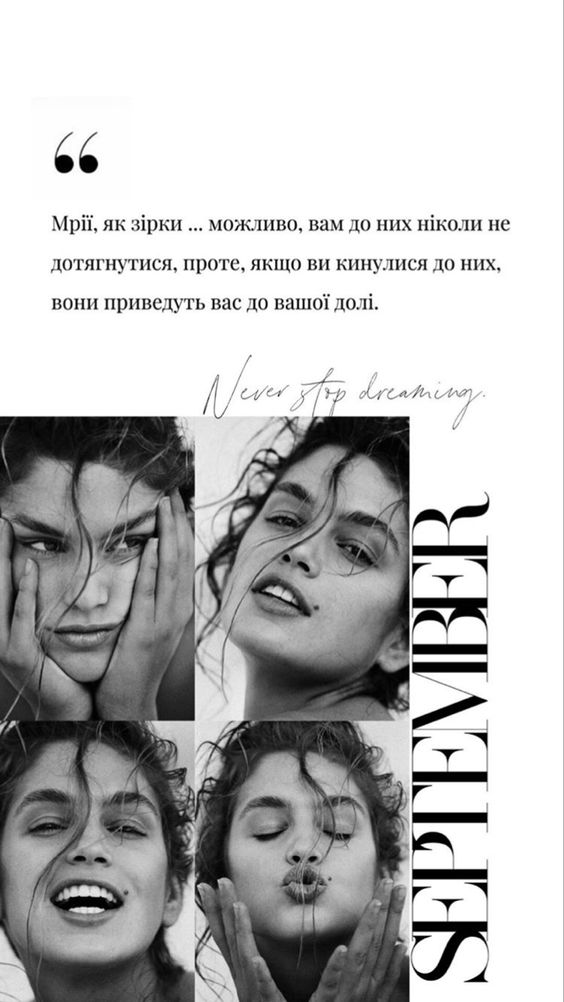 “
Мрії, як зірки ... можливо, вам до них ніколи не
дотягнутися, проте, якщо ви кинулися до них,
вони приведуть вас до вашої долі.
Never stop dreaming.
SEPTEMBER